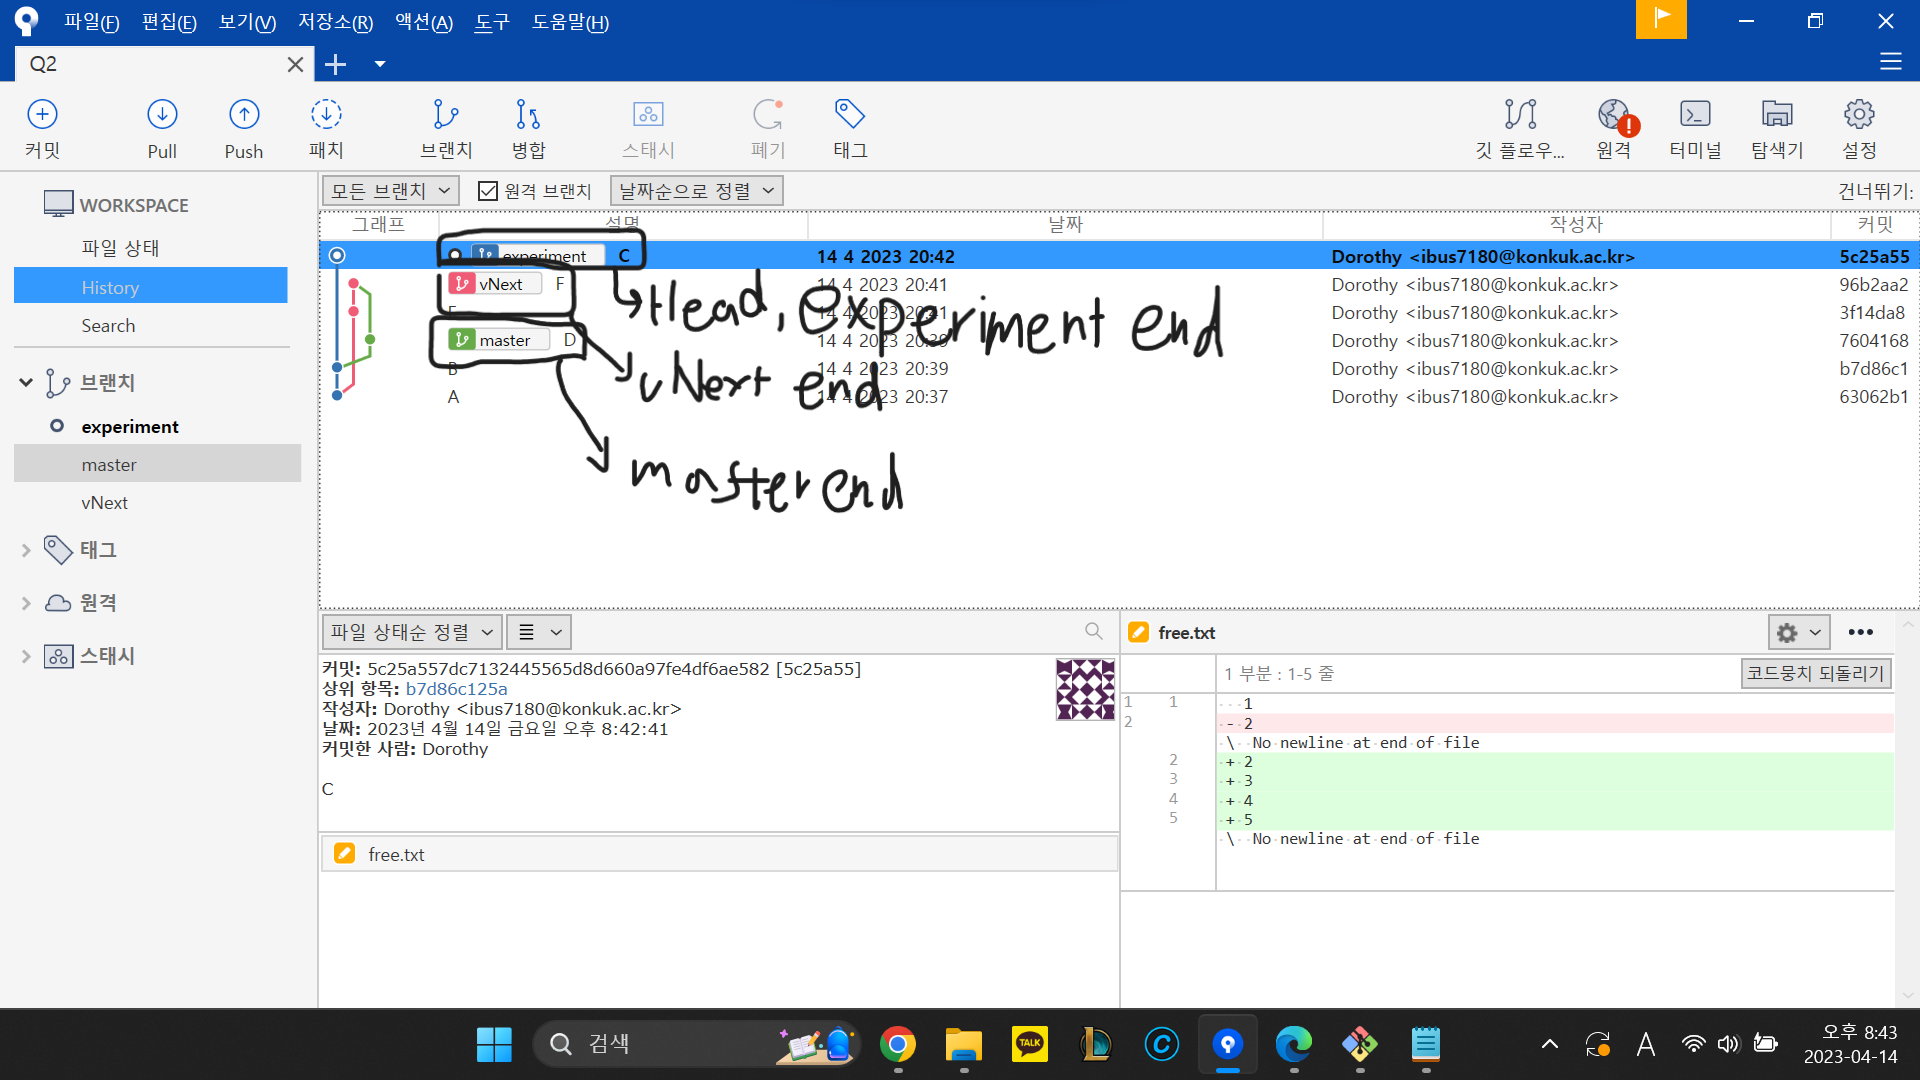 파일(F) 편집(E) 보기(V) 저장소(R) 액션(A) 도구 도움말(H)
Q2
커밋 Pull Push 패치 브랜치 병합 스태시 폐기 태그 깃 플로우... 원격 터미널 탐색기 설정
WORKSPACE
파일 상태
History
Search
브랜치
experiment
master
vNext
태그
원격
스태시
모든 브랜치 원격 브랜치 날짜순으로 정렬 건너뛰기:
그래프 설명 날짜 작성자 커밋
experiment C 14 4 2023 20:42 Dorothy <ibus7180@konkuk.ac.kr> 5c25a55
vNext F 14 4 2023 20:41 Dorothy <ibus7180@konkuk.ac.kr> 96b2aa2
14 4 2023 20:41 Dorothy <ibus7180@konkuk.ac.kr> 3f14da8
master D 14 4 2023 20:39 Dorothy <ibus7180@konkuk.ac.kr> 7604168
B 14 4 2023 20:39 Dorothy <ibus7180@konkuk.ac.kr> b7d86c1
A 14 4 2023 20:37 Dorothy <ibus7180@konkuk.ac.kr> 63062b1
Head, experiment end
vNext end
master end
파일 상태순 정렬
커밋: 5c25a557dc7132445565d8d660a97fe4df6ae582 [5c25a55]
상위 항목: b7d86c125a
작성자: Dorothy <ibus7180@konkuk.ac.kr>
날짜: 2023년 4월 14일 금요일 오후 8:42:41
커밋한 사람: Dorothy
C
free.txt
free.txt
1 부분 : 1-5 줄 코드뭉치 되돌리기
1 1 1
2 - 2
\ No newline at end of file
2 + 2
3 + 3
4 + 4
5 + 5
\ No newline at end of file
검색
TALK
A
오후 8:43
2023-04-14